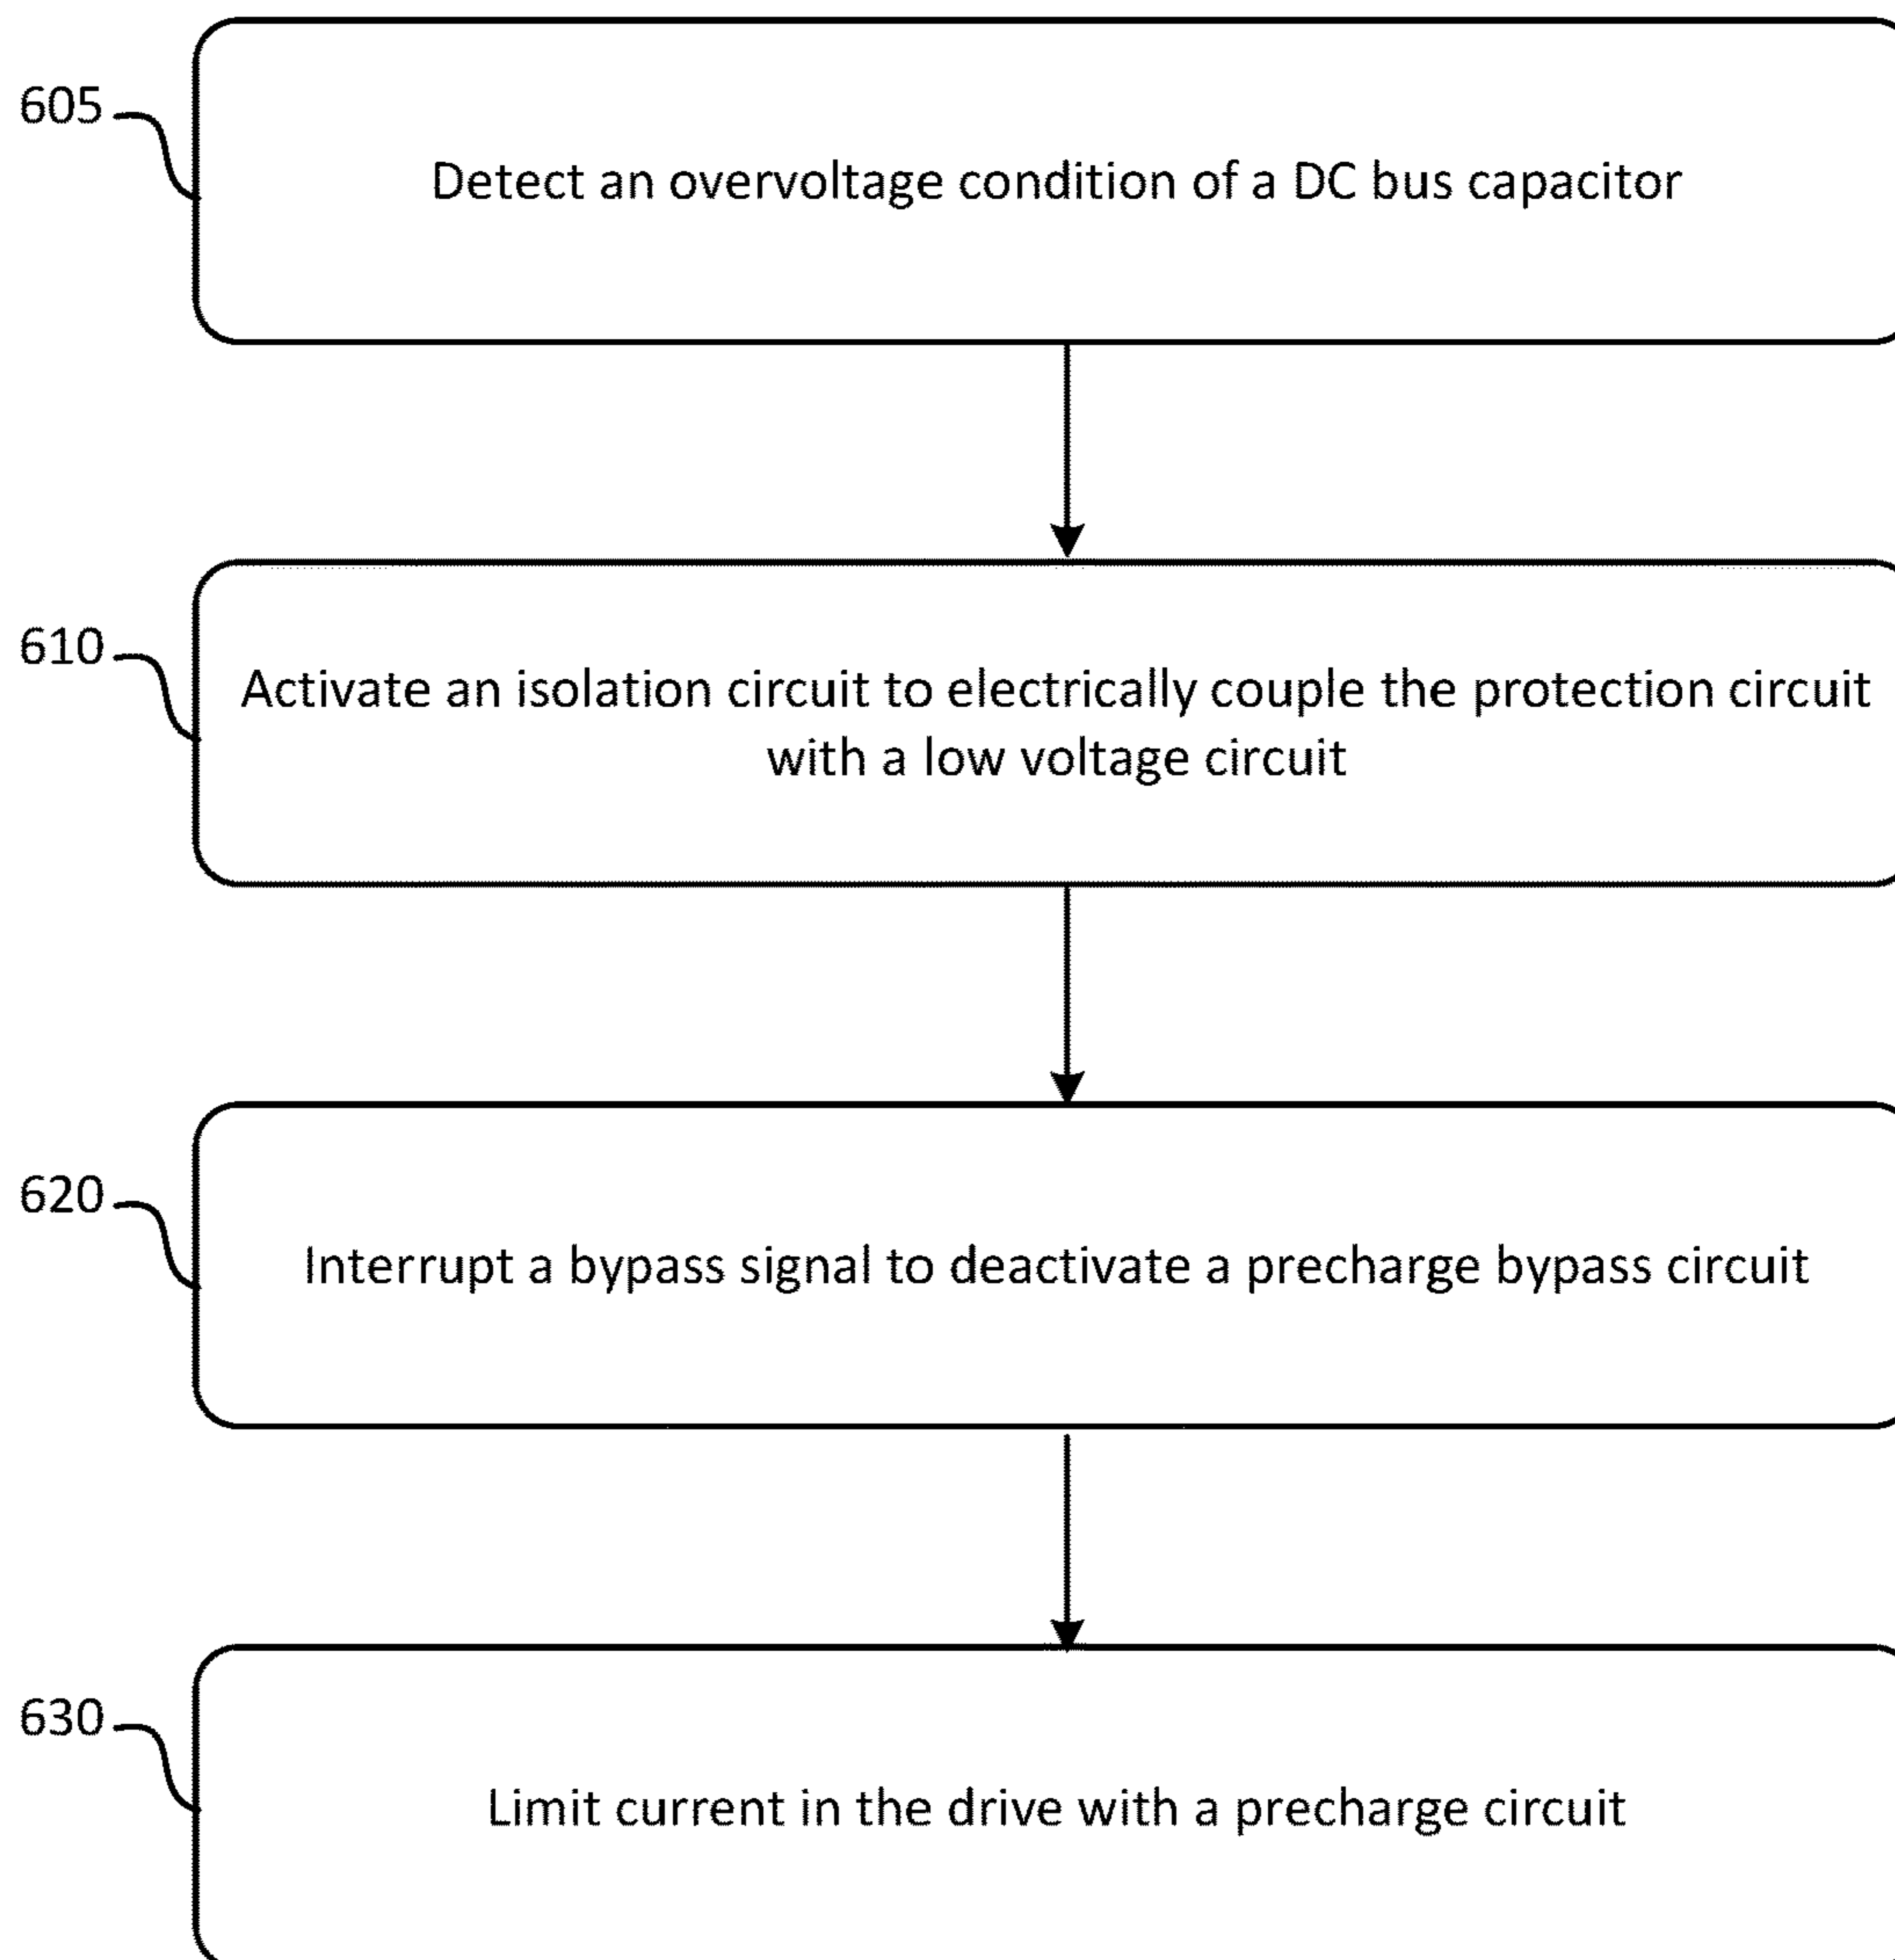 605
Detect an overvoltage condition of a DC bus capacitor
610
Activate an isolation circuit to electrically couple the protection circuit
with a low voltage circuit
620
Interrupt a bypass signal to deactivate a precharge bypass circuit
630
Limit current in the drive with a precharge circuit